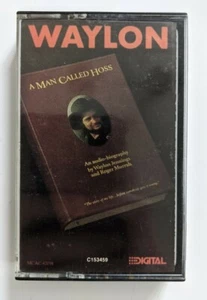 WAYLON
A MAN CALLED HOSS
An audio-biography
by Waylon Jennings
and Roger Murrah
C153459
DIGITAL